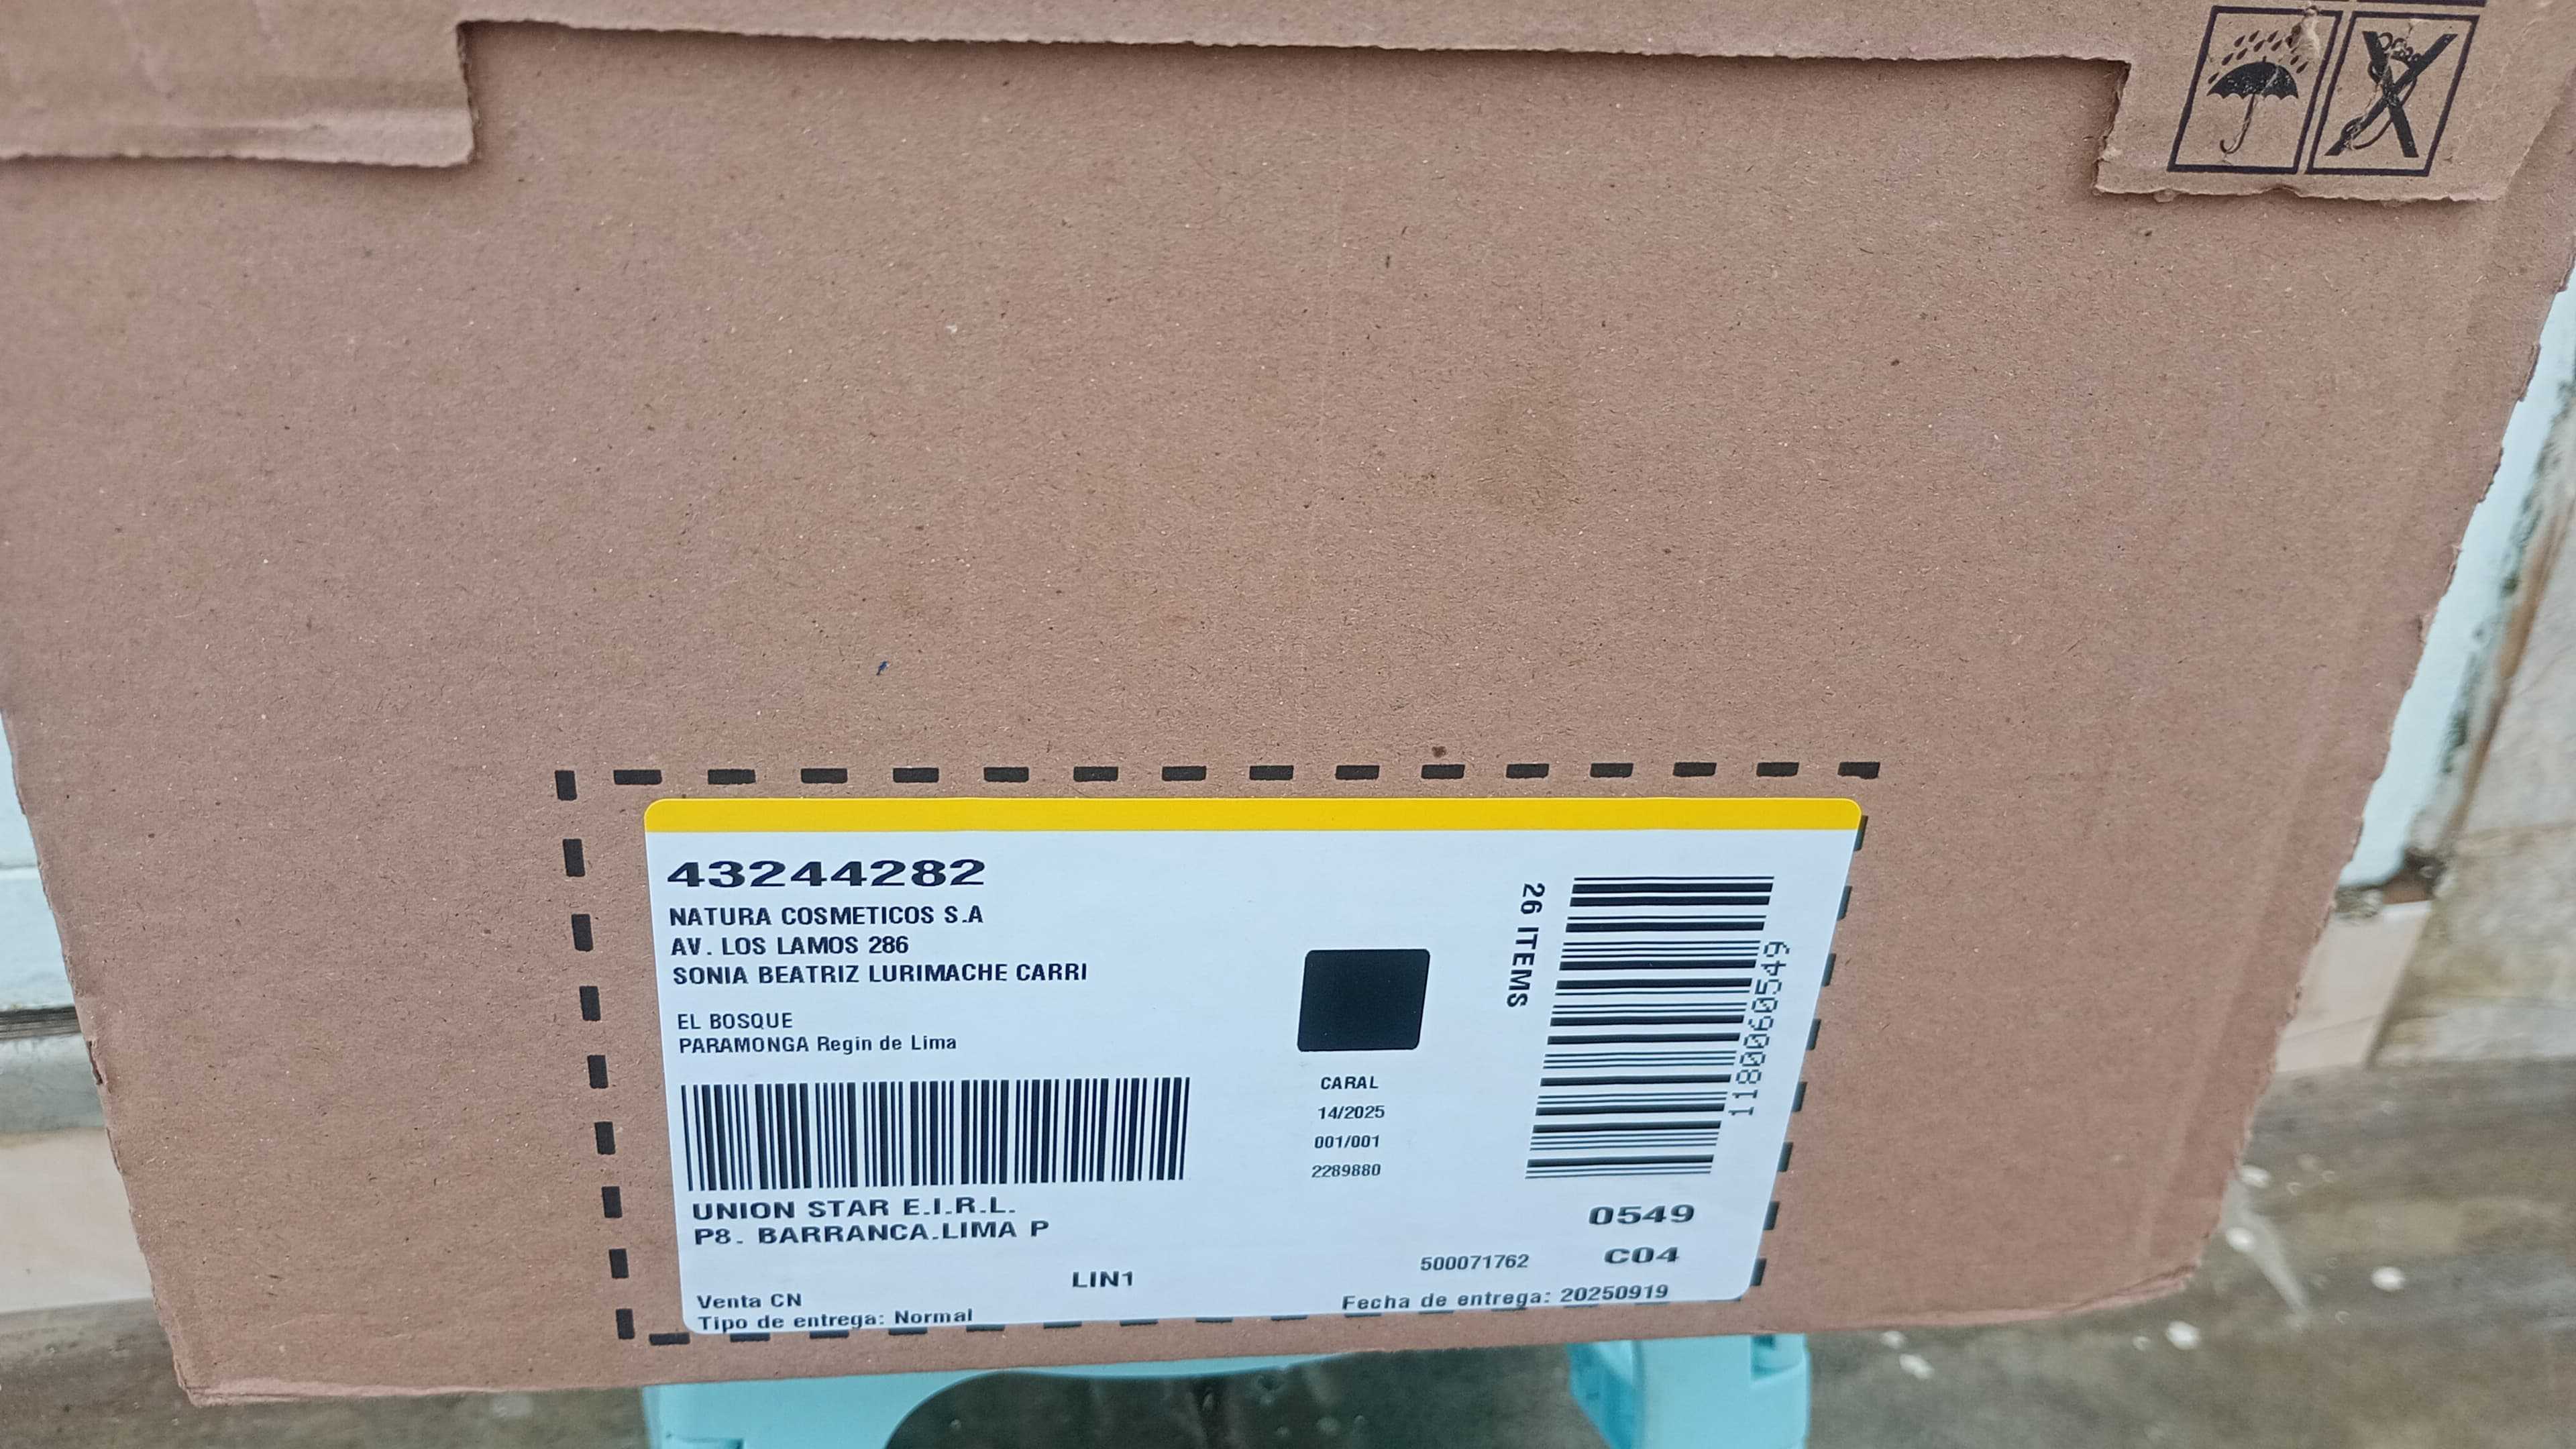 43244282
NATURA COSMETICOS S.A
AV. LOS LAMOS 286
SONIA BEATRIZ LURIMACHE CARRI
EL BOSQUE
PARAMONGA Regin de Lima
UNION STAR E.I.R.L.
P8. BARRANCA.LIMA P
LIN1
Venta CN
Tipo de entrega: Normal
CARAL
14/2025
001/001
2289880
26 ITEMS
1180060549
0549
500071762
C04
Fecha de entrega: 20250919